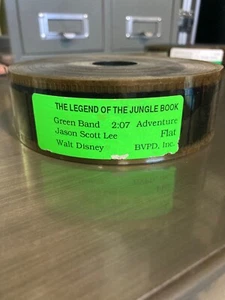 THE LEGEND OF THE JUNGLE BOOK
Green Band 2:07 Adventure
Jason Scott Lee Flat
Walt Disney BVPD, Inc.